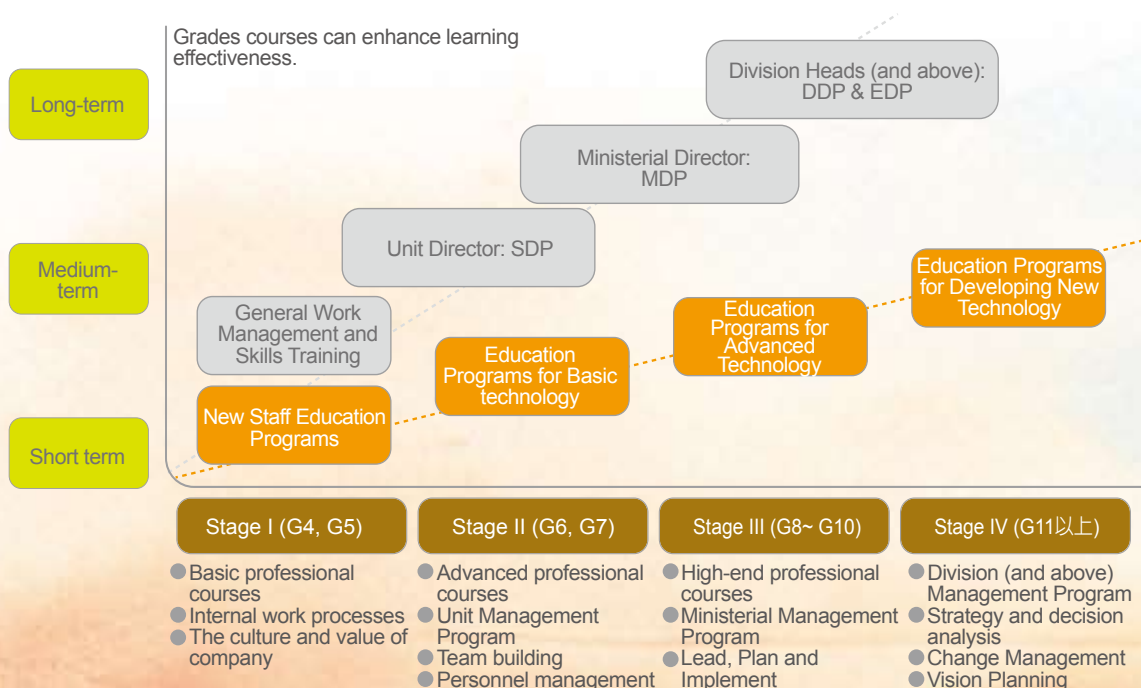 Grades courses can enhance learning
effectiveness.
Long-term
Medium-
term
Short term
Division Heads (and above):
DDP & EDP
Ministerial Director:
MDP
Unit Director: SDP
General Work
Management and
Skills Training
Education Programs
for Developing New
Technology
Education
Programs for
Advanced
Technology
Education
Programs for Basic
technology
New Staff Education
Programs
Stage I (G4, G5)
● Basic professional
courses
● Internal work processes
● The culture and value of
company
Stage II (G6, G7)
● Advanced professional
courses
● Unit Management
Program
● Team building
● Personnel management
Stage III (G8~ G10)
● High-end professional
courses
● Ministerial Management
Program
● Lead, Plan and
Implement
Stage IV (G11以上)
● Division (and above)
Management Program
● Strategy and decision
analysis
● Change Management
● Vision Planning